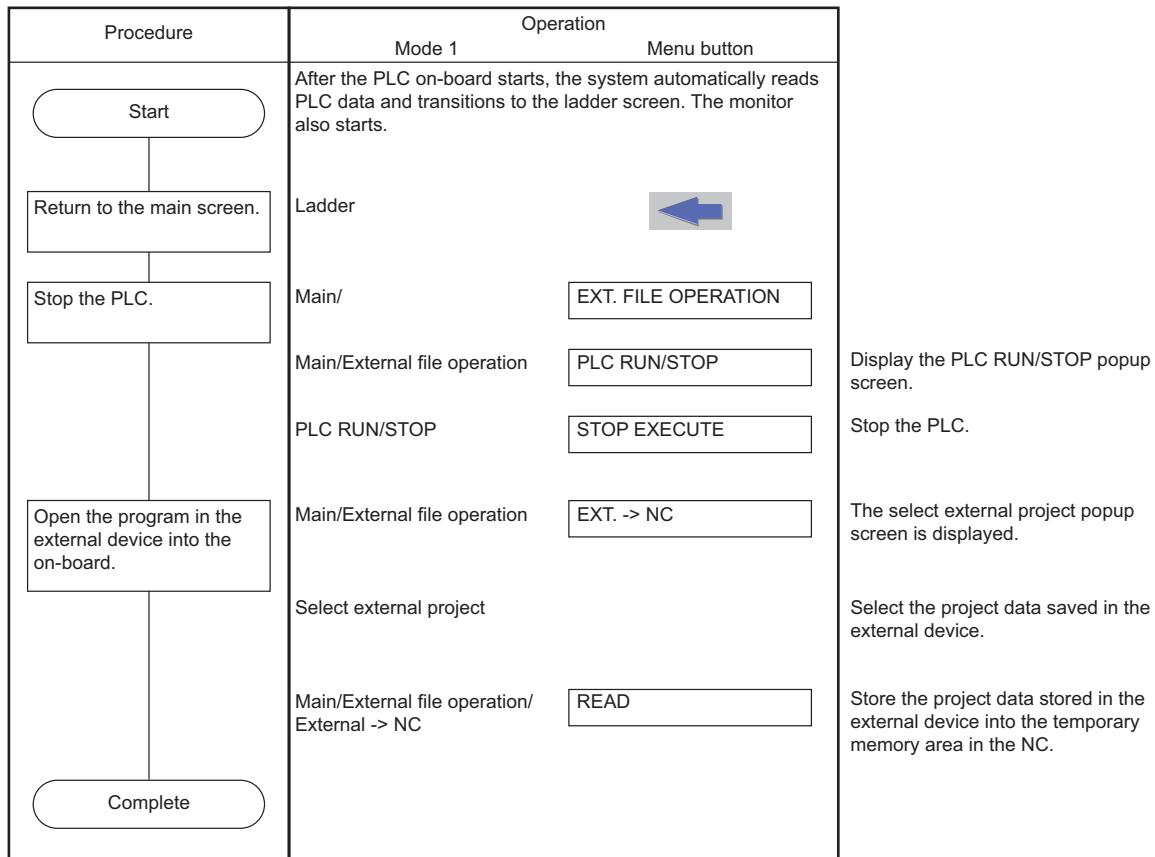 Procedure
Operation
Mode 1
Menu button
Start
After the PLC on-board starts, the system automatically reads
PLC data and transitions to the ladder screen. The monitor
also starts.
Return to the main screen.
Ladder
Stop the PLC.
Main/
EXT. FILE OPERATION
Main/External file operation
PLC RUN/STOP
Display the PLC RUN/STOP popup
screen.
PLC RUN/STOP
STOP EXECUTE
Stop the PLC.
Open the program in the
external device into the
on-board.
Main/External file operation
EXT. -> NC
The select external project popup
screen is displayed.
Select external project
Select the project data saved in the
external device.
Main/External file operation/
External -> NC
READ
Store the project data stored in the
external device into the temporary
memory area in the NC.
Complete